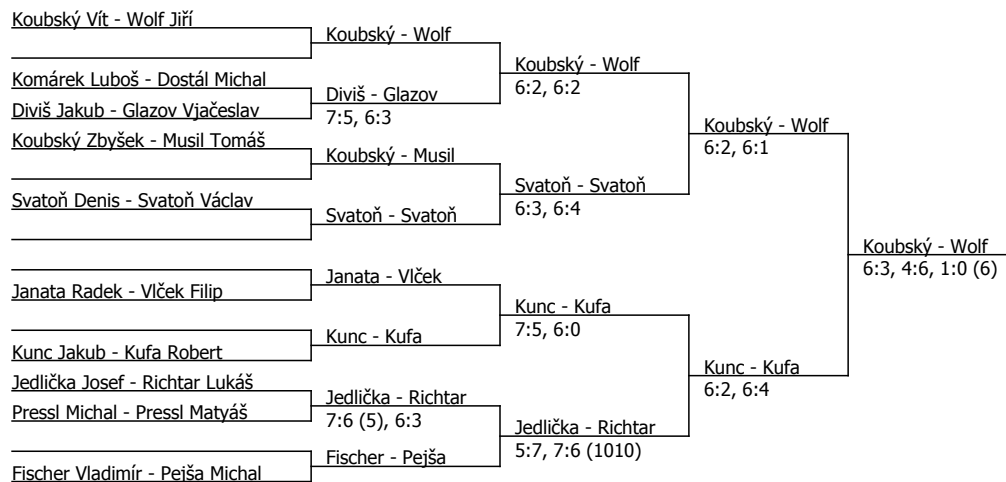 Koubský Vít - Wolf Jiří
Komárek Luboš - Dostál Michal
Diviš Jakub - Glazov Vjačeslav
Koubský Zbyšek - Musil Tomáš
Svatoň Denis - Svatoň Václav
Janata Radek - Vlček Filip
Kunc Jakub - Kufa Robert
Jedlička Josef - Richtar Lukáš
Pressl Michal - Pressl Matyáš
Fischer Vladimír - Pejša Michal
Koubský - Wolf
Diviš - Glazov
7:5, 6:3
Koubský - Musil
Svatoň - Svatoň
Janata - Vlček
Kunc - Kufa
Jedlička - Richtar
7:6 (5), 6:3
Fischer - Pejša
Koubský - Wolf
6:2, 6:2
Svatoň - Svatoň
6:3, 6:4
Kunc - Kufa
7:5, 6:0
Jedlička - Richtar
5:7, 7:6 (1010)
Koubský - Wolf
6:2, 6:1
Kunc - Kufa
6:2, 6:4
Koubský - Wolf
6:3, 4:6, 1:0 (6)